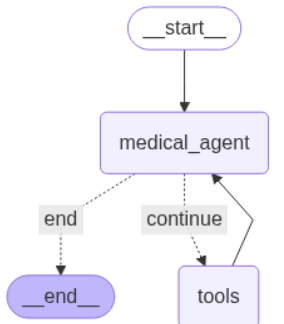 __start__
medical_agent
end
continue
__end__
tools